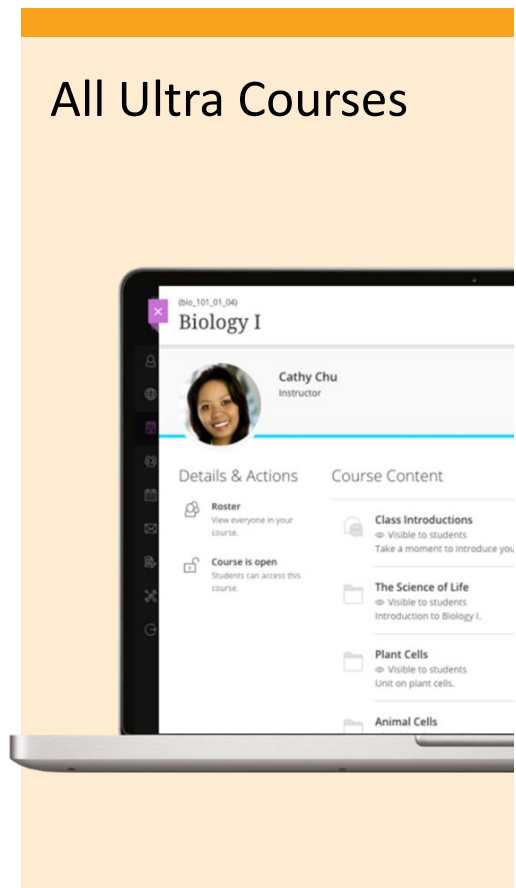 All Ultra Courses
(bio_101_01_04)
Biology I
Cathy Chu
Instructor
Details & Actions
Roster
View everyone in your
course.
Course is open
Students can access this
course.
Course Content
Class Introductions
Visible to students
Take a moment to introduce you
The Science of Life
Visible to students
Introduction to Biology I.
Plant Cells
Visible to students
Unit on plant cells.
Animal Cells